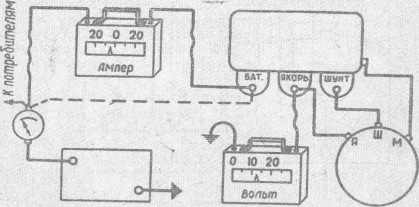 К потребителям
20 0 20
А
Ампер
БАТ. ЯКОРЬ ШУНТ
Я Ш М
0 10 20
А
Вольт